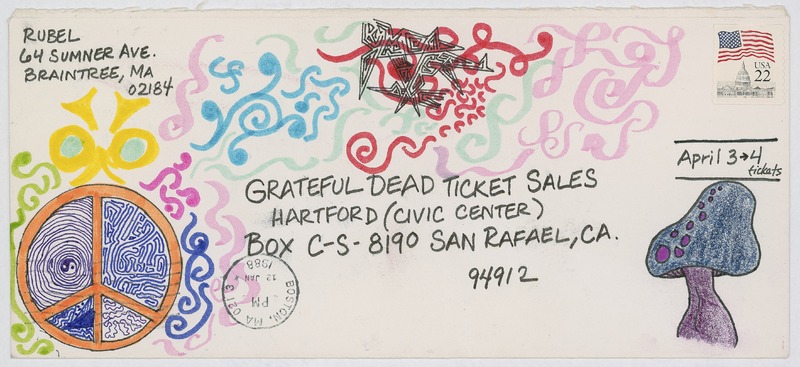 RUBEL
64 SUMNER AVE.
BRAINTREE, MA
02184
USA
22
April 3→4
tickets
GRATEFUL DEAD TICKET SALES
HARTFORD (CIVIC CENTER)
BOX C-S-8190 SAN RAFAEL, CA.
94912
BOSTON, MA
PM
12 JAN
1988